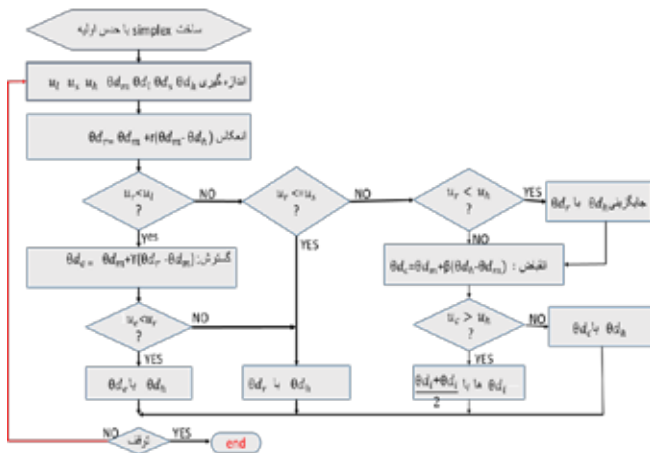 ساخت simplex با حدس اولیه
اندازه گیری u_l u_s u_h θd_m θd_l θd_s θd_h
انعکاس θd_r= θd_m +r(θd_m- θd_h)
u_r<u_l
?
NO
u_r <=u_s
?
NO
u_r < u_h
?
YES
جایگزینی θd_h با θd_r
yes
YES
NO
گسترش: θd_e = θd_m+γ(θd_r -θd_m)
انقباض : θd_c=θd_m+β(θd_h-θd_m)
u_e<u_r
?
NO
u_c > u_h
?
NO
θd_h با θd_c
YES
YES
θd_h با θd_e
θd_h با θd_r
θd_i ها با (θd_i+θd_l)/2
NO
توقف
YES
end